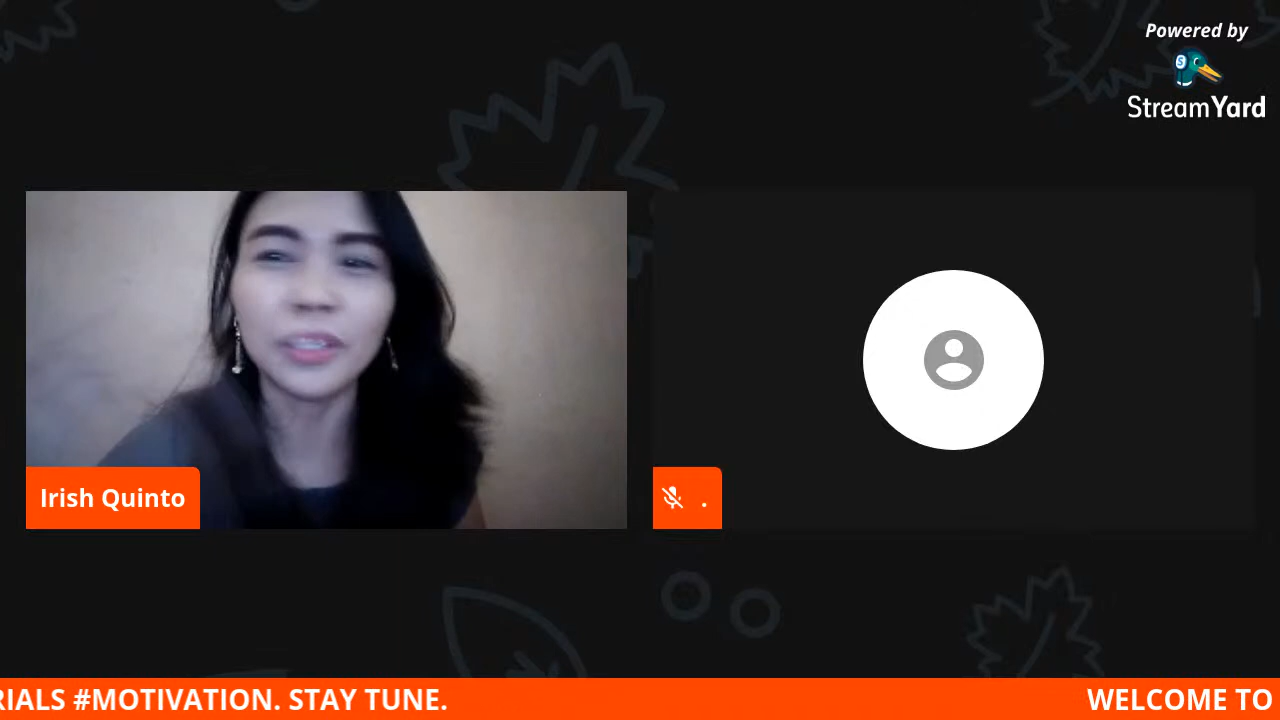 Powered by
StreamYard
Irish Quinto
.
RIALS #MOTIVATION. STAY TUNE.
WELCOME TO